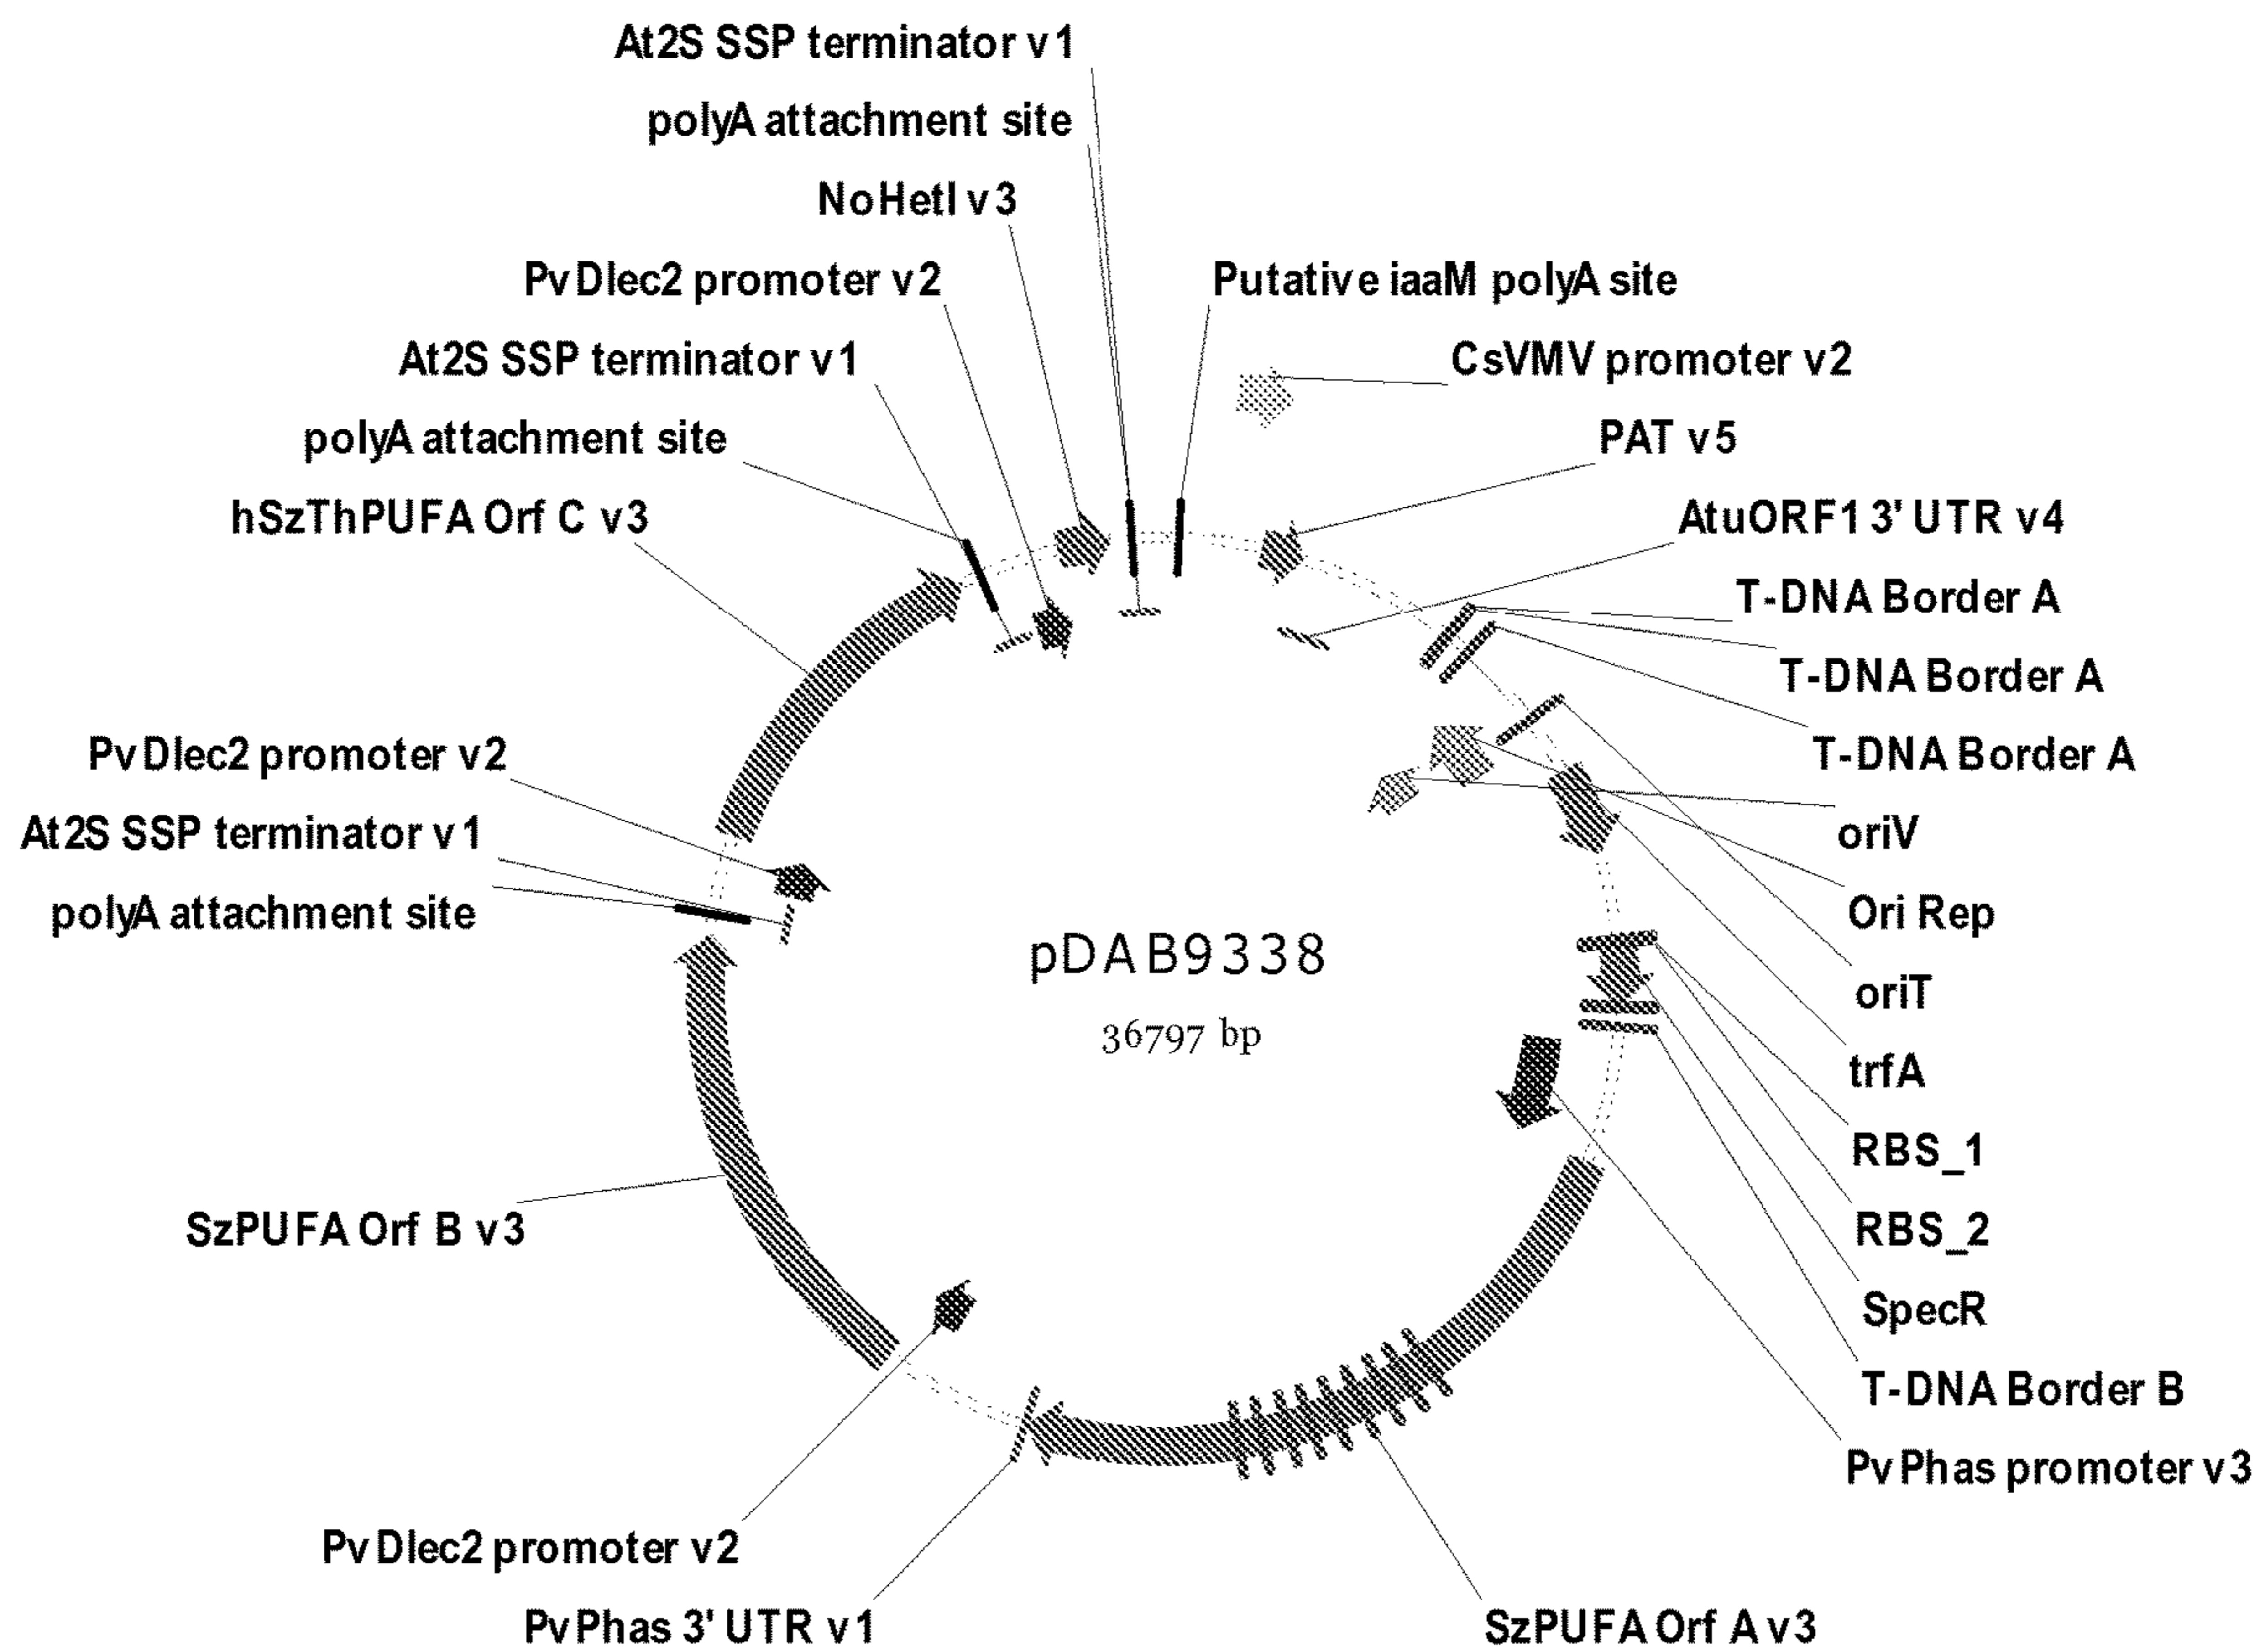 At2S SSP terminator v1
polyA attachment site
NoHetI v3
PvDlec2 promoter v2
At2S SSP terminator v1
polyA attachment site
hSzThPUFA Orf C v3
PvDlec2 promoter v2
At2S SSP terminator v1
polyA attachment site
SzPUFA Orf B v3
PvDlec2 promoter v2
PvPhas 3' UTR v1
Putative iaaM polyA site
CsVMV promoter v2
PAT v5
AtuORF1 3' UTR v4
T-DNA Border A
T-DNA Border A
T-DNA Border A
oriV
Ori Rep
oriT
trfA
RBS_1
RBS_2
SpecR
T-DNA Border B
PvPhas promoter v3
SzPUFA Orf A v3
pDAB9338
36797 bp